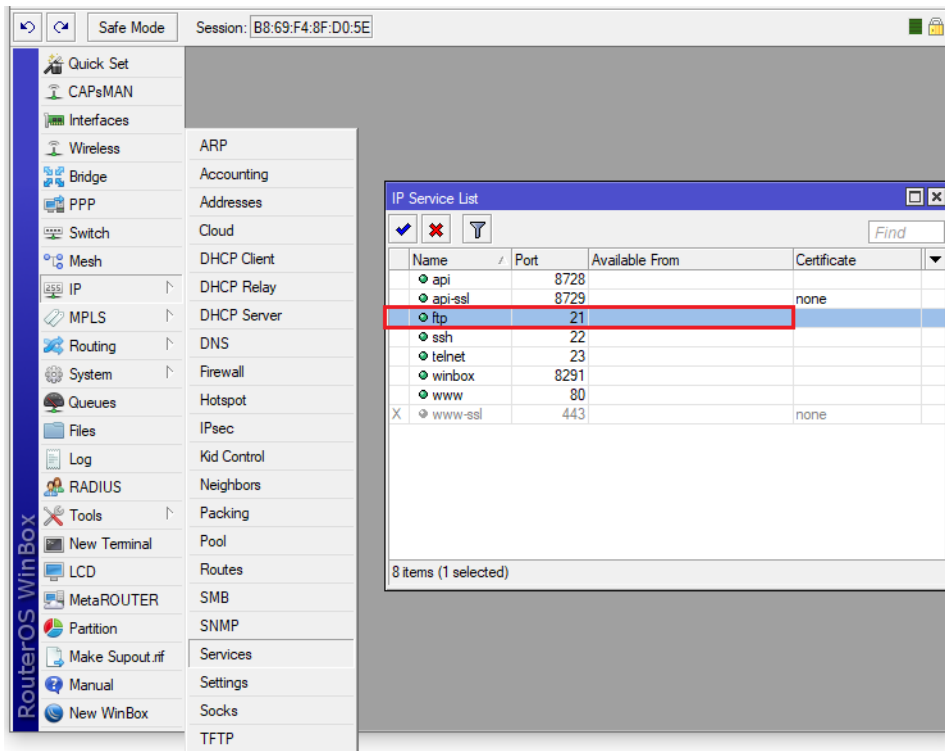 Safe Mode Session: B8:69:F4:8F:D0:5E
Quick Set
CAPsMAN
Interfaces
Wireless
Bridge
PPP
Switch
Mesh
IP
MPLS
Routing
System
Queues
Files
Log
RADIUS
Tools
New Terminal
LCD
MetaROUTER
Partition
Make Supout.rif
Manual
New WinBox
RouterOS WinBox
ARP
Accounting
Addresses
Cloud
DHCP Client
DHCP Relay
DHCP Server
DNS
Firewall
Hotspot
IPsec
Kid Control
Neighbors
Packing
Pool
Routes
SMB
SNMP
Services
Settings
Socks
TFTP
IP Service List
Find
Name Port Available From Certificate
api 8728
api-ssl 8729 none
ftp 21
ssh 22
telnet 23
winbox 8291
www 80
X www-ssl 443 none
8 items (1 selected)